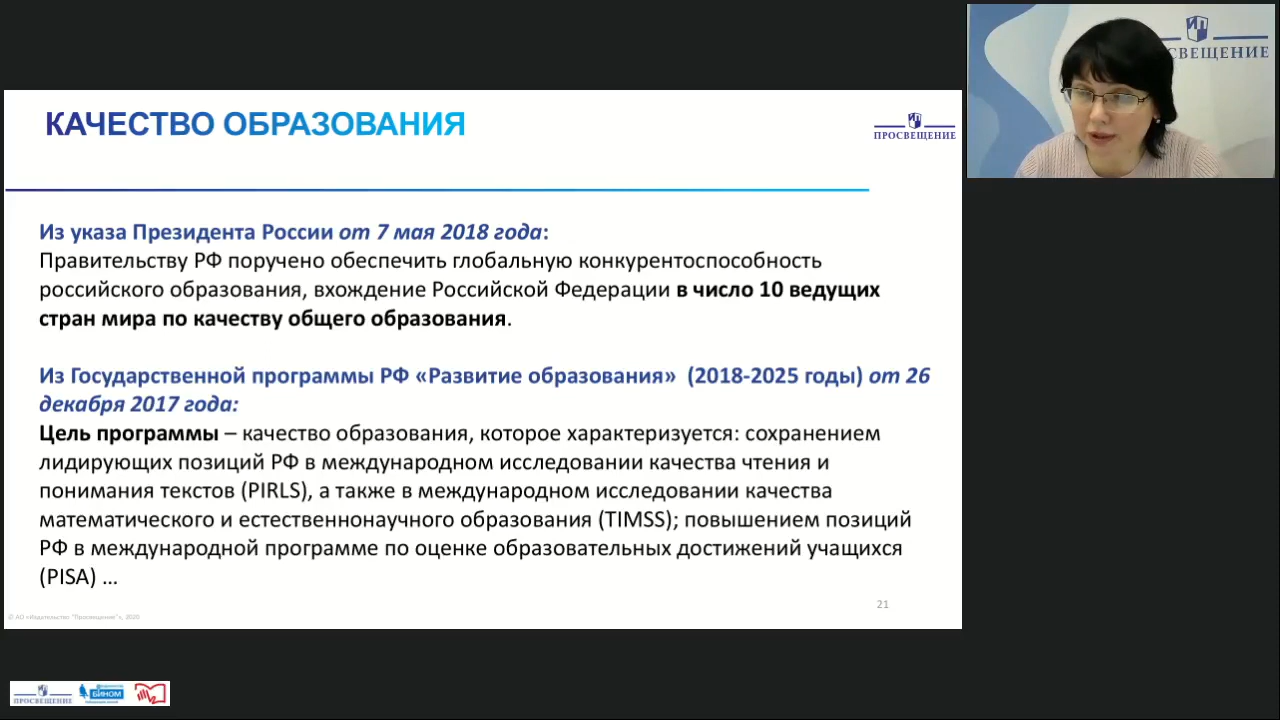 КАЧЕСТВО ОБРАЗОВАНИЯ
ПРОСВЕЩЕНИЕ
СВЕЩЕНИЕ
Из указа Президента России от 7 мая 2018 года:
Правительству РФ поручено обеспечить глобальную конкурентоспособность
российского образования, вхождение Российской Федерации в число 10 ведущих
стран мира по качеству общего образования.
Из Государственной программы РФ «Развитие образования» (2018-2025 годы) от 26
декабря 2017 года:
Цель программы – качество образования, которое характеризуется: сохранением
лидирующих позиций РФ в международном исследовании качества чтения и
понимания текстов (PIRLS), а также в международном исследовании качества
математического и естественнонаучного образования (TIMSS); повышением позиций
РФ в международной программе по оценке образовательных достижений учащихся
(PISA) ...
21
© АО «Издательство "Просвещение"», 2020
ПРОСВЕЩЕНИЕ
БИНОМ